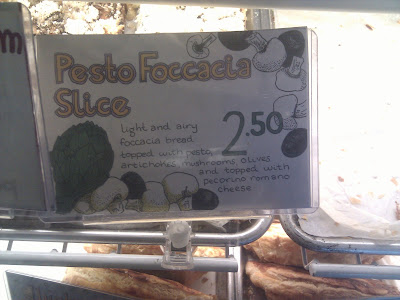 Pesto Foccacia
Slice
2.50
light and airy
foccacia bread
topped with pesto,
artichokes, mushrooms, olives
and topped with
pecorino romano
cheese